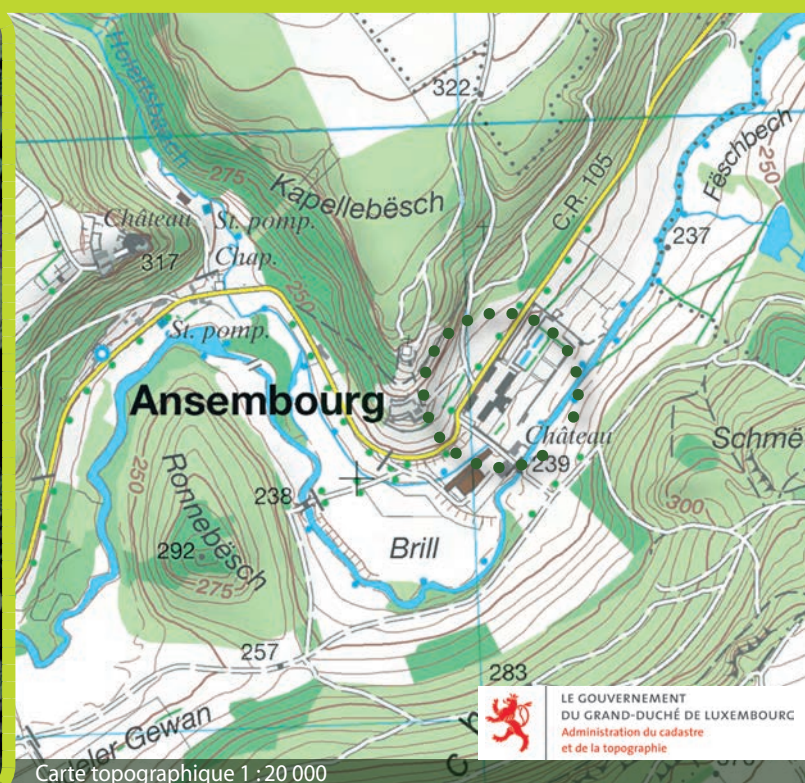 Holertsbaach
322
Kapellebësch
C.R. 105
Fëschbech
250
275
Château
St. pomp.
317
Chap.
250
237
St. pomp.
Ansembourg
Château
239
Schmë
Ronnebësch
250
238
300
292
275
Brill
257
283
ieler Gewan
C h
LE GOUVERNEMENT
DU GRAND-DUCHÉ DE LUXEMBOURG
Administration du cadastre
et de la topographie
Carte topographique 1 : 20 000